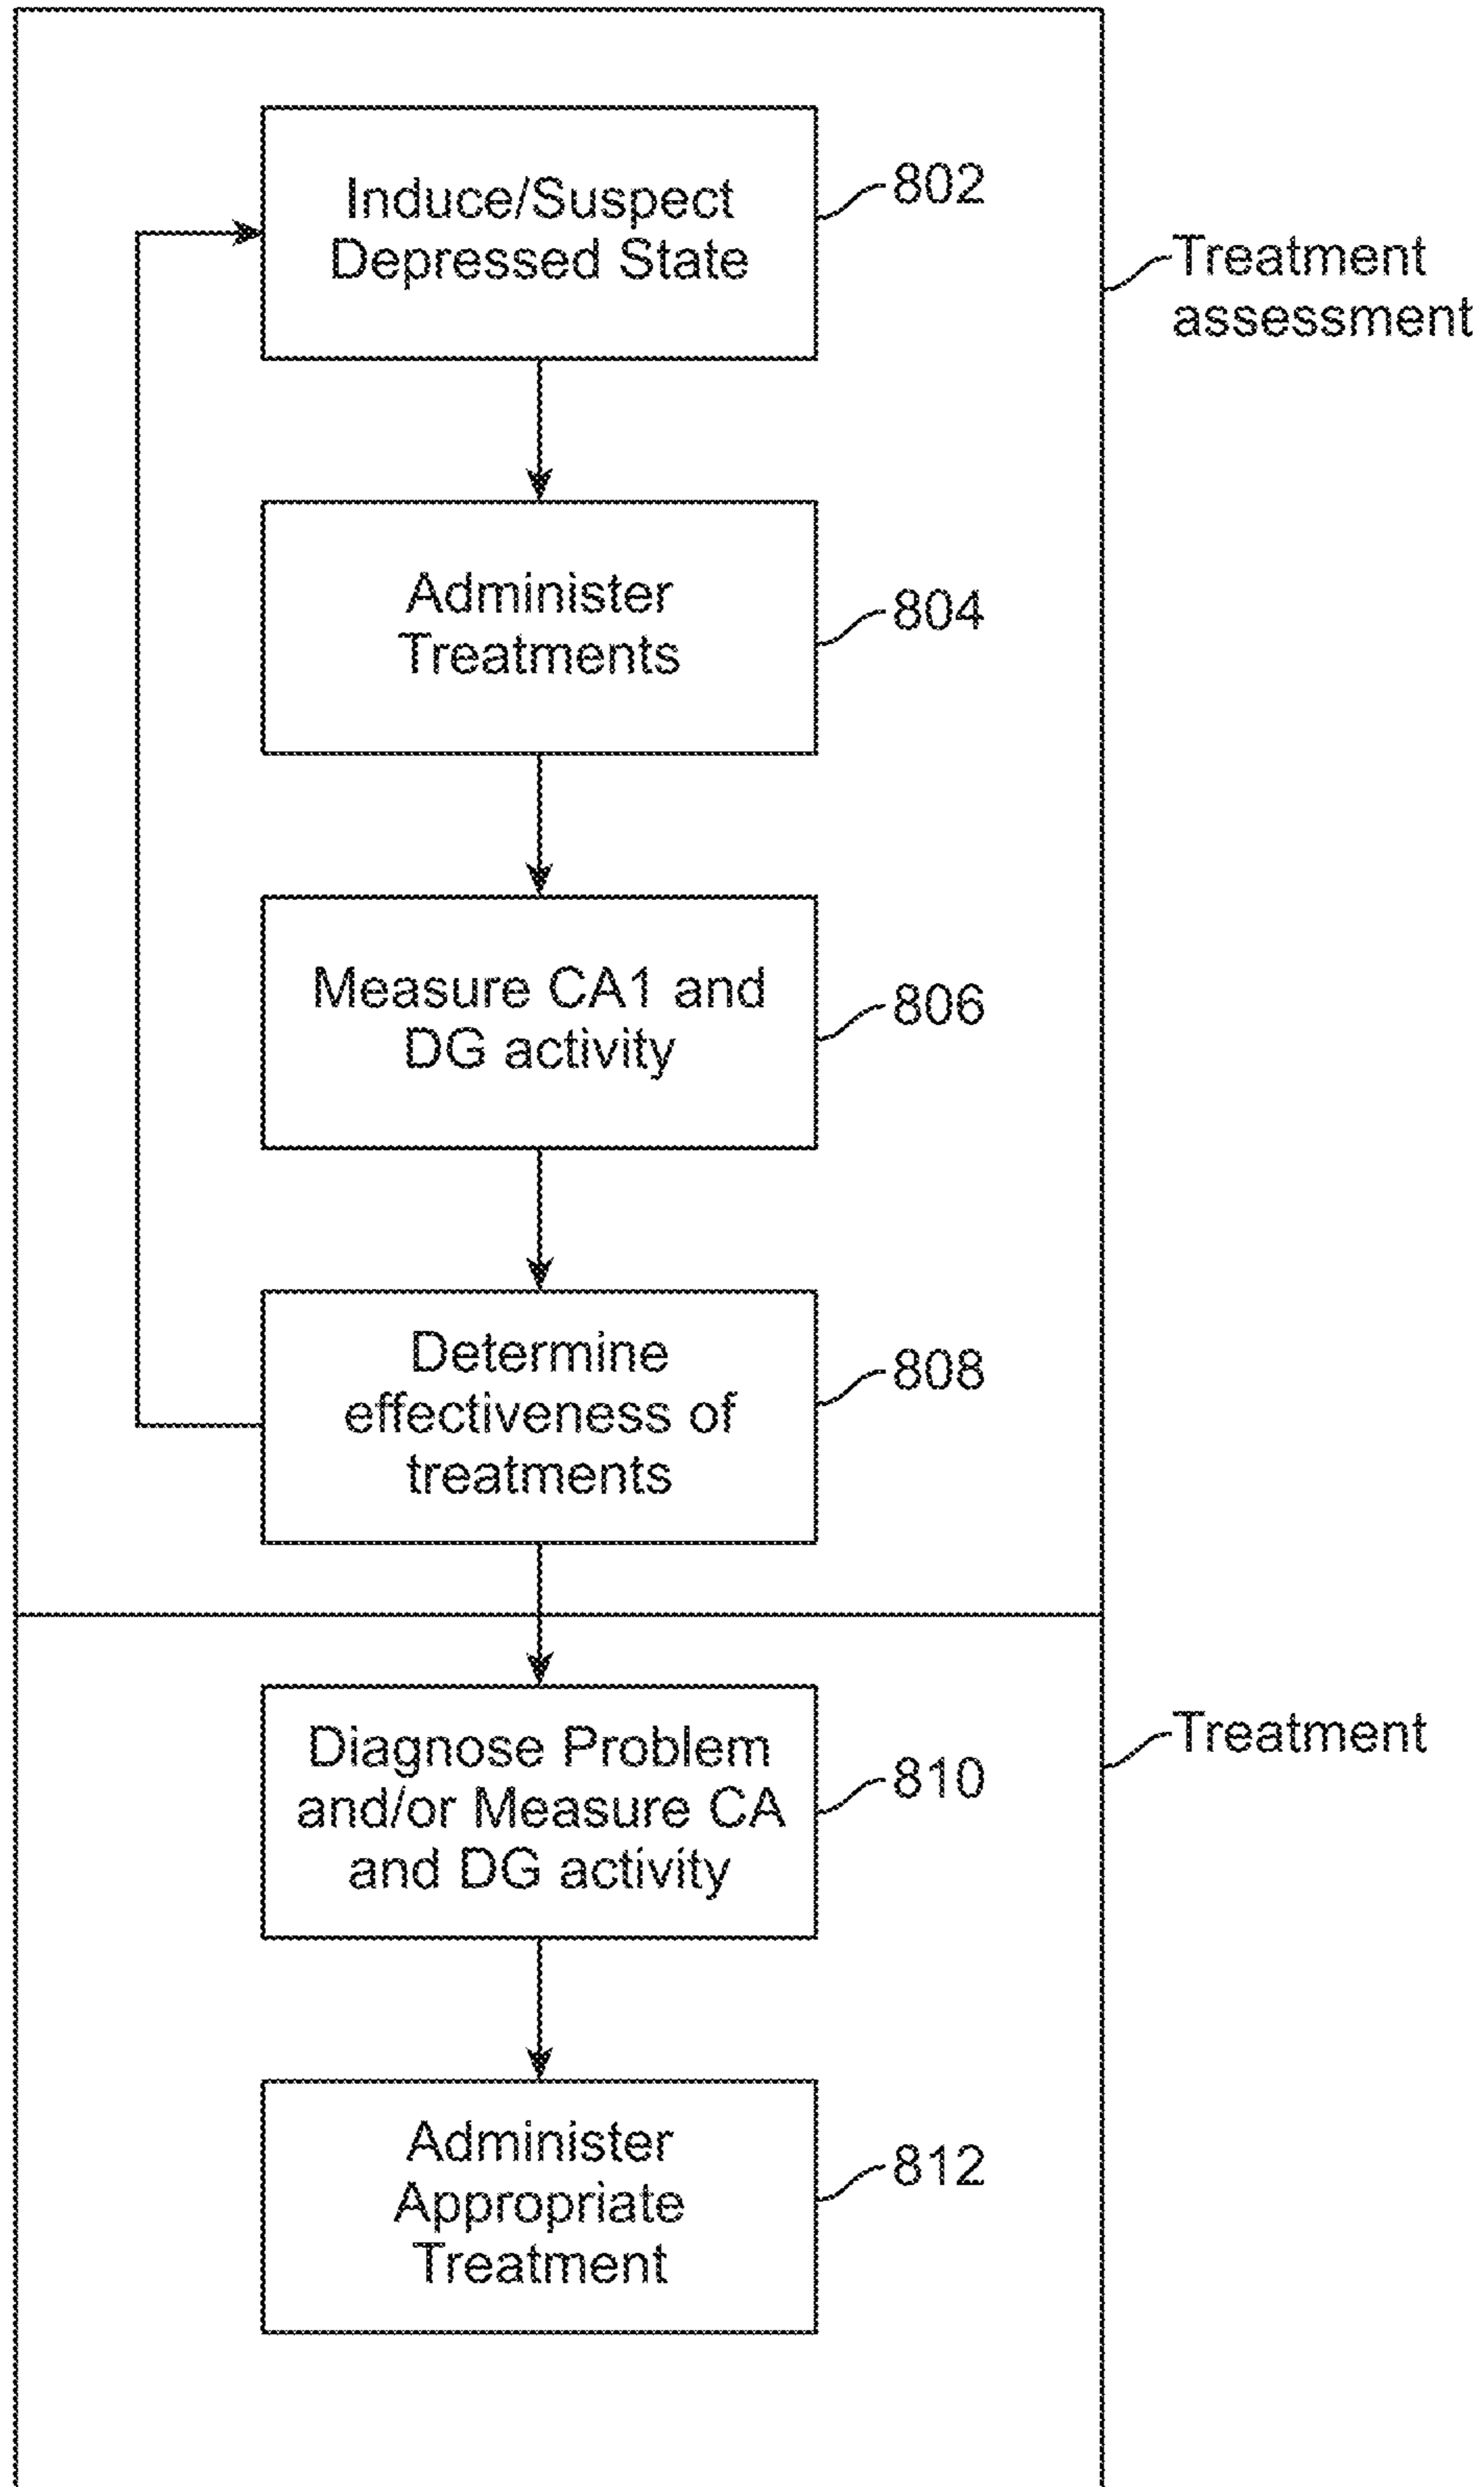 Induce/Suspect
Depressed State
802
Treatment
assessment
Administer
Treatments
804
Measure CA1 and
DG activity
806
Determine
effectiveness of
treatments
808
Diagnose Problem
and/or Measure CA
and DG activity
810
Treatment
Administer
Appropriate
Treatment
812